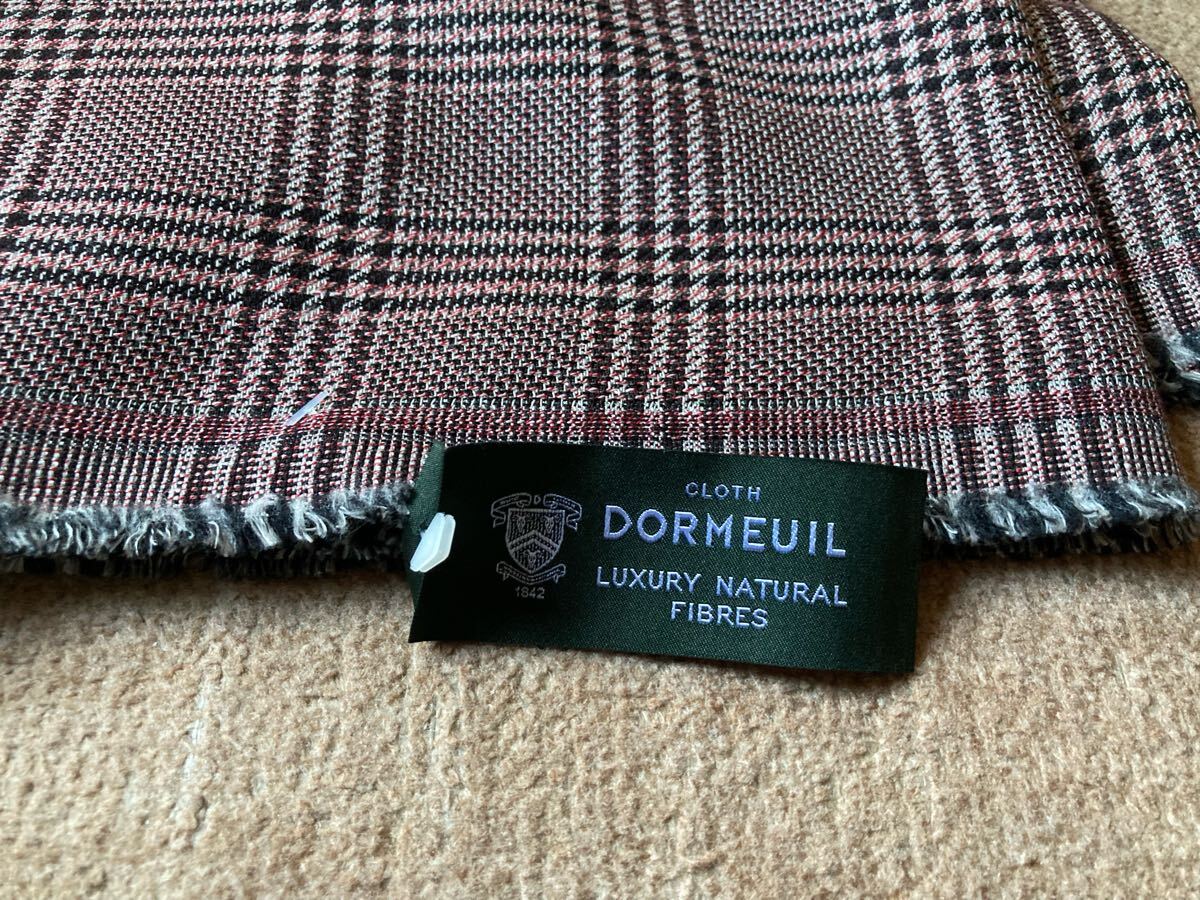 CLOTH
DORMEUIL
LUXURY NATURAL
FIBRES
D
1842